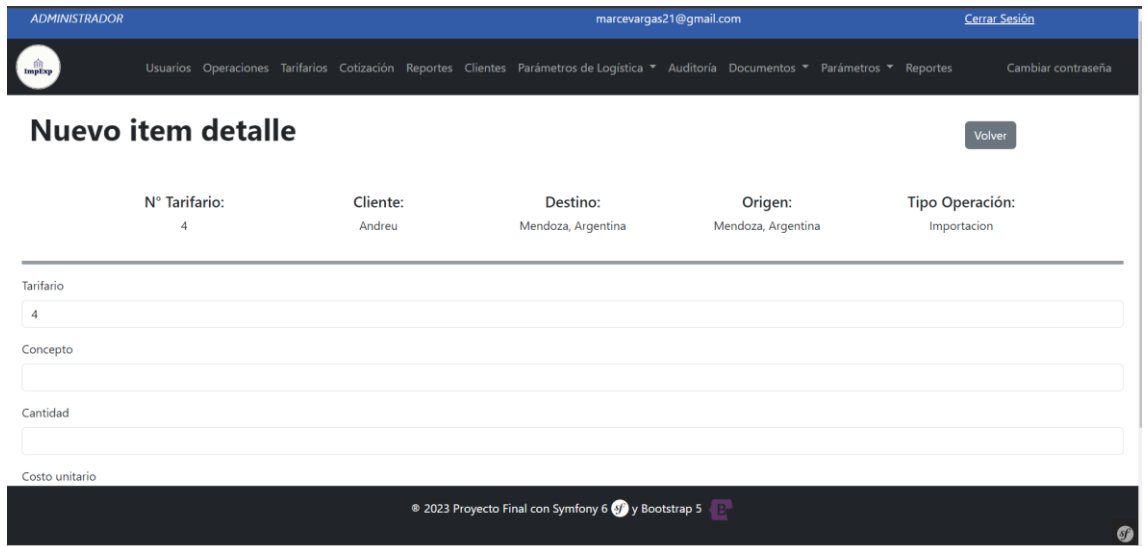 ADMINISTRADOR marcevargas21@gmail.com Cerrar Sesión
ImpExp Usuarios Operaciones Tarifarios Cotización Reportes Clientes Parámetros de Logística Auditoría Documentos Parámetros Reportes Cambiar contraseña
Nuevo item detalle Volver
N° Tarifario: Cliente: Destino: Origen: Tipo Operación:
4 Andreu Mendoza, Argentina Mendoza, Argentina Importacion
Tarifario
4
Concepto
Cantidad
Costo unitario
® 2023 Proyecto Final con Symfony 6 sf y Bootstrap 5 B
sf